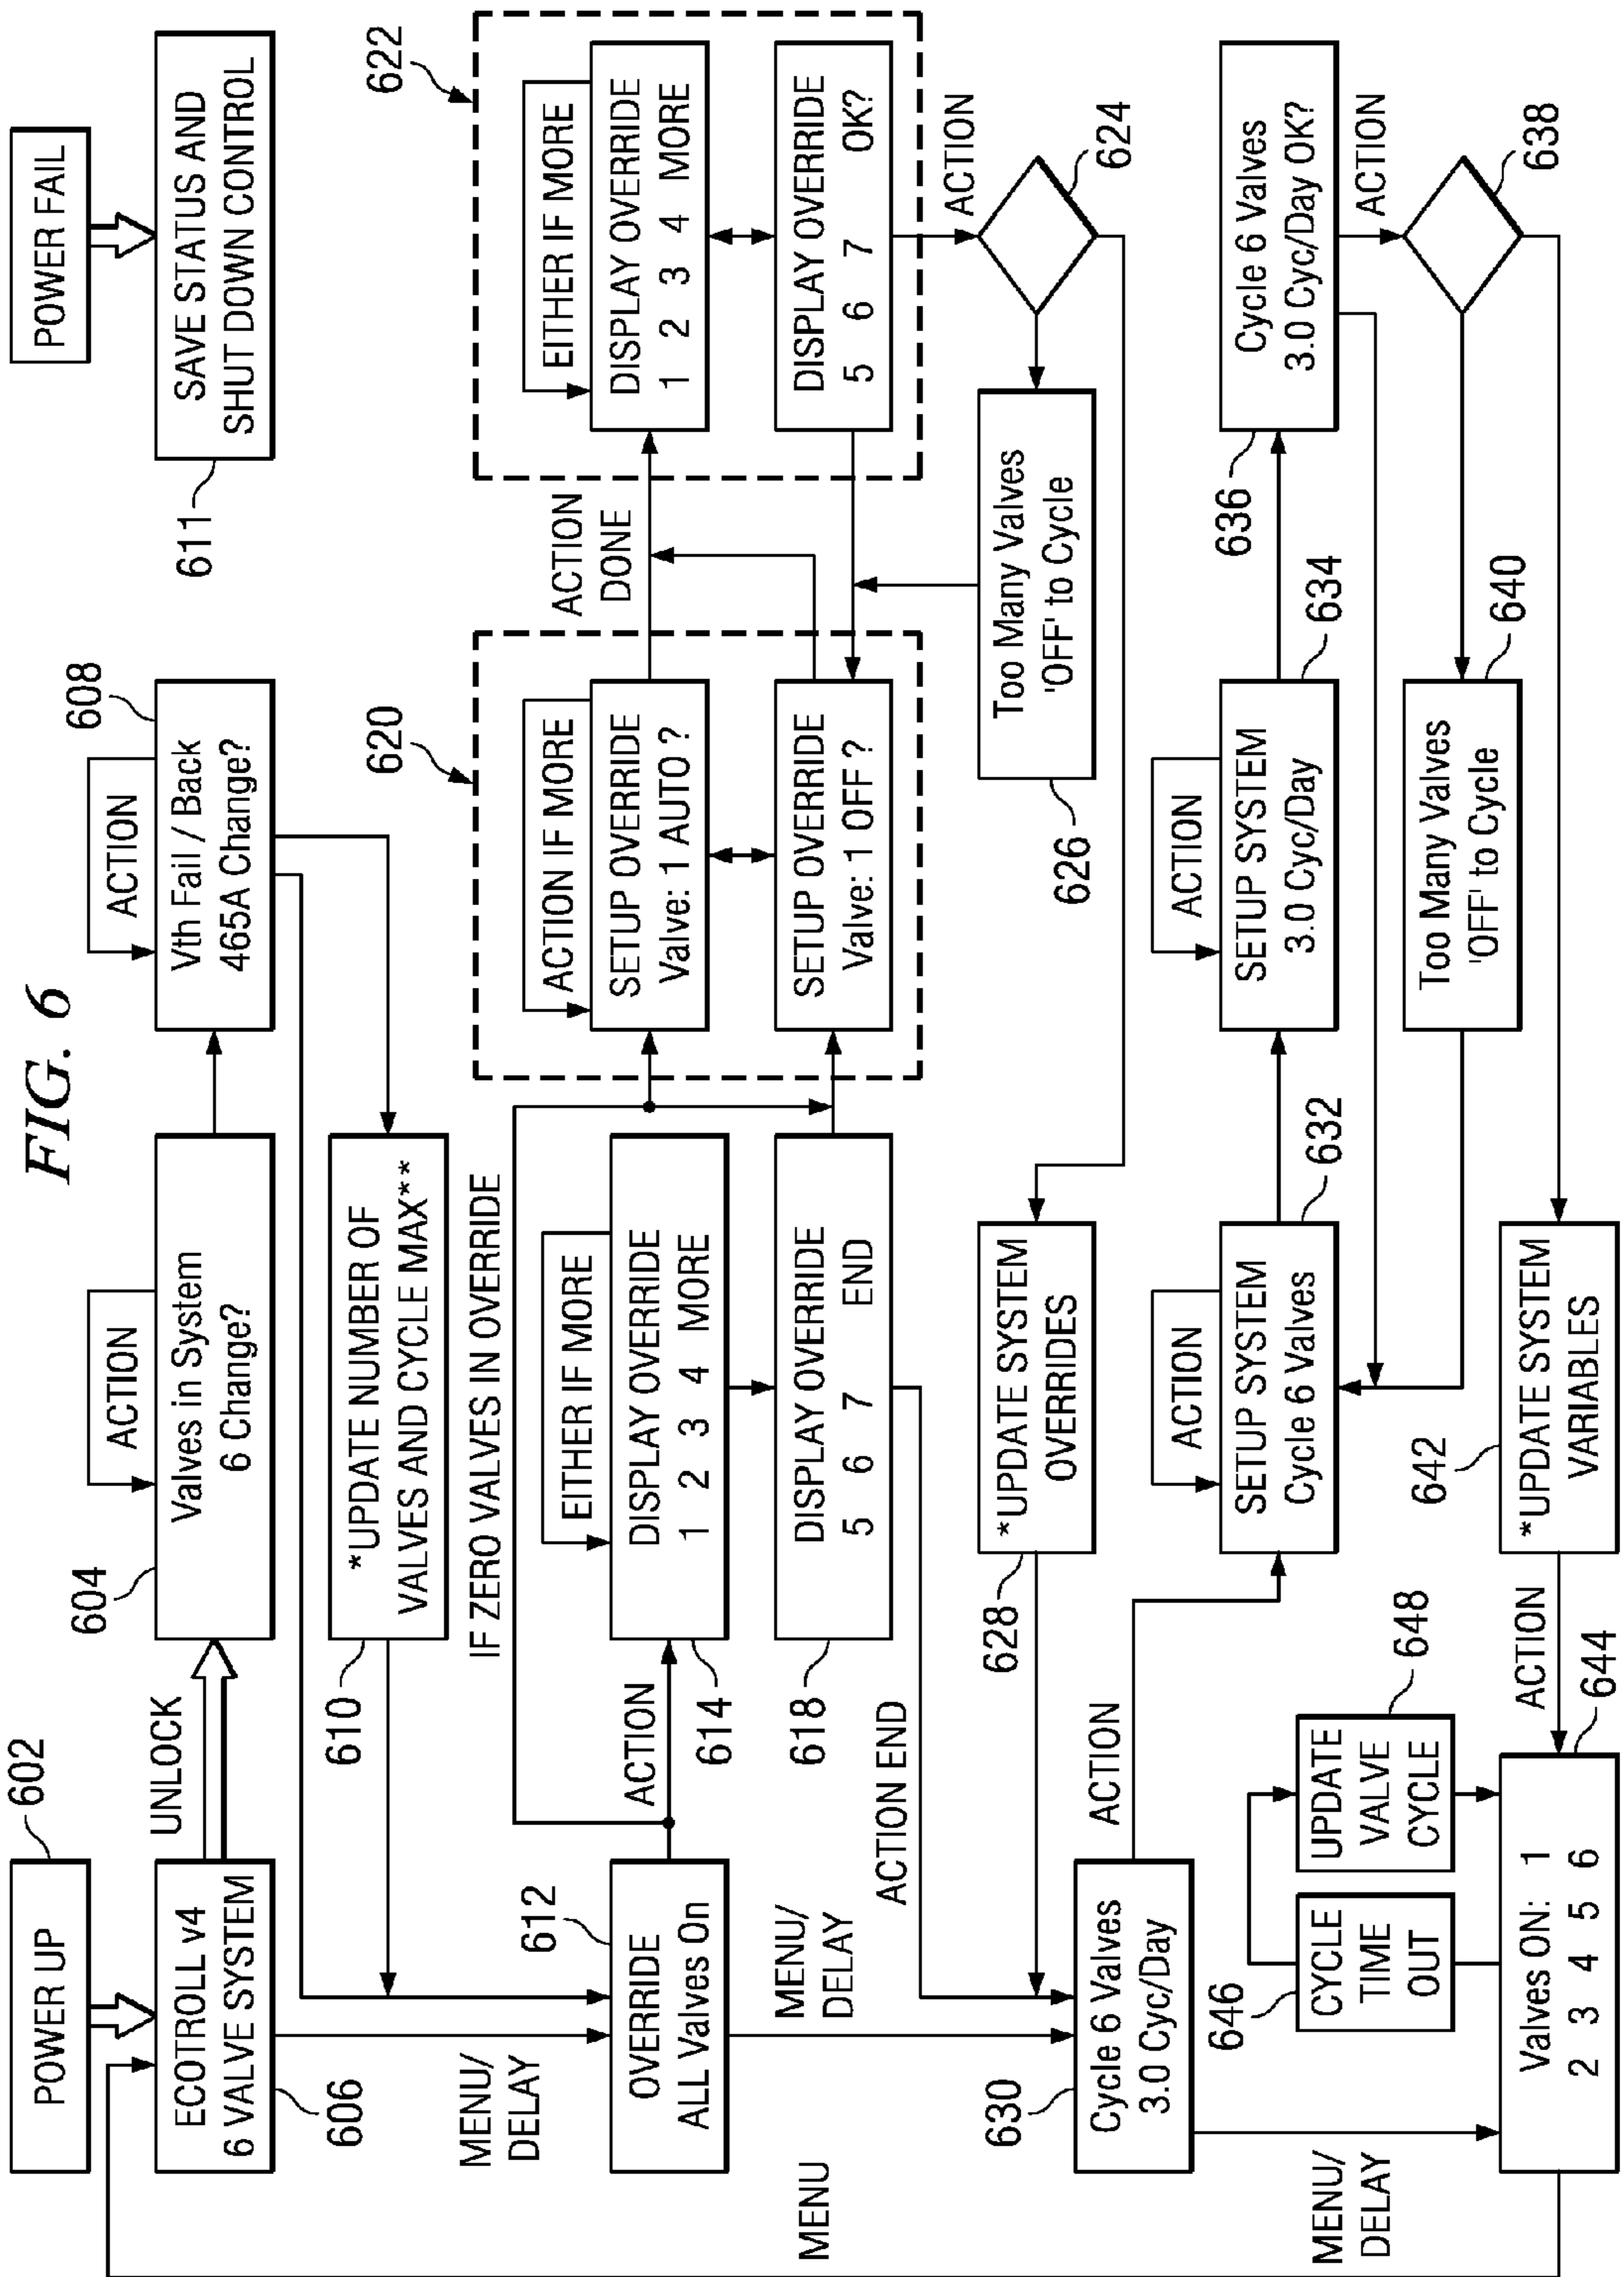 FIG. 6
POWER UP
602
ECOTROLL v4
6 VALVE SYSTEM
606
UNLOCK
604
ACTION
Valves in System
6 Change?
608
ACTION
Vth Fail / Back
465A Change?
POWER FAIL
SAVE STATUS AND
SHUT DOWN CONTROL
611
610
*UPDATE NUMBER OF
VALVES AND CYCLE MAX**
IF ZERO VALVES IN OVERRIDE
MENU/
DELAY
612
OVERRIDE
ALL Valves On
ACTION
614
EITHER IF MORE
DISPLAY OVERRIDE
1 2 3 4 MORE
618
DISPLAY OVERRIDE
5 6 7 END
620
ACTION IF MORE
SETUP OVERRIDE
Valve: 1 AUTO ?
SETUP OVERRIDE
Valve: 1 OFF ?
ACTION
DONE
622
EITHER IF MORE
DISPLAY OVERRIDE
1 2 3 4 MORE
DISPLAY OVERRIDE
5 6 7 OK?
ACTION
624
626
Too Many Valves
'OFF' to Cycle
628
*UPDATE SYSTEM
OVERRIDES
MENU/
DELAY
ACTION END
MENU
630
Cycle 6 Valves
3.0 Cyc/Day
ACTION
632
ACTION
SETUP SYSTEM
Cycle 6 Valves
634
ACTION
SETUP SYSTEM
3.0 Cyc/Day
636
Cycle 6 Valves
3.0 Cyc/Day OK?
ACTION
638
640
Too Many Valves
'OFF' to Cycle
642
*UPDATE SYSTEM
VARIABLES
ACTION
644
MENU/
DELAY
646
CYCLE
TIME
OUT
648
UPDATE
VALVE
CYCLE
Valves ON: 1
2 3 4 5 6